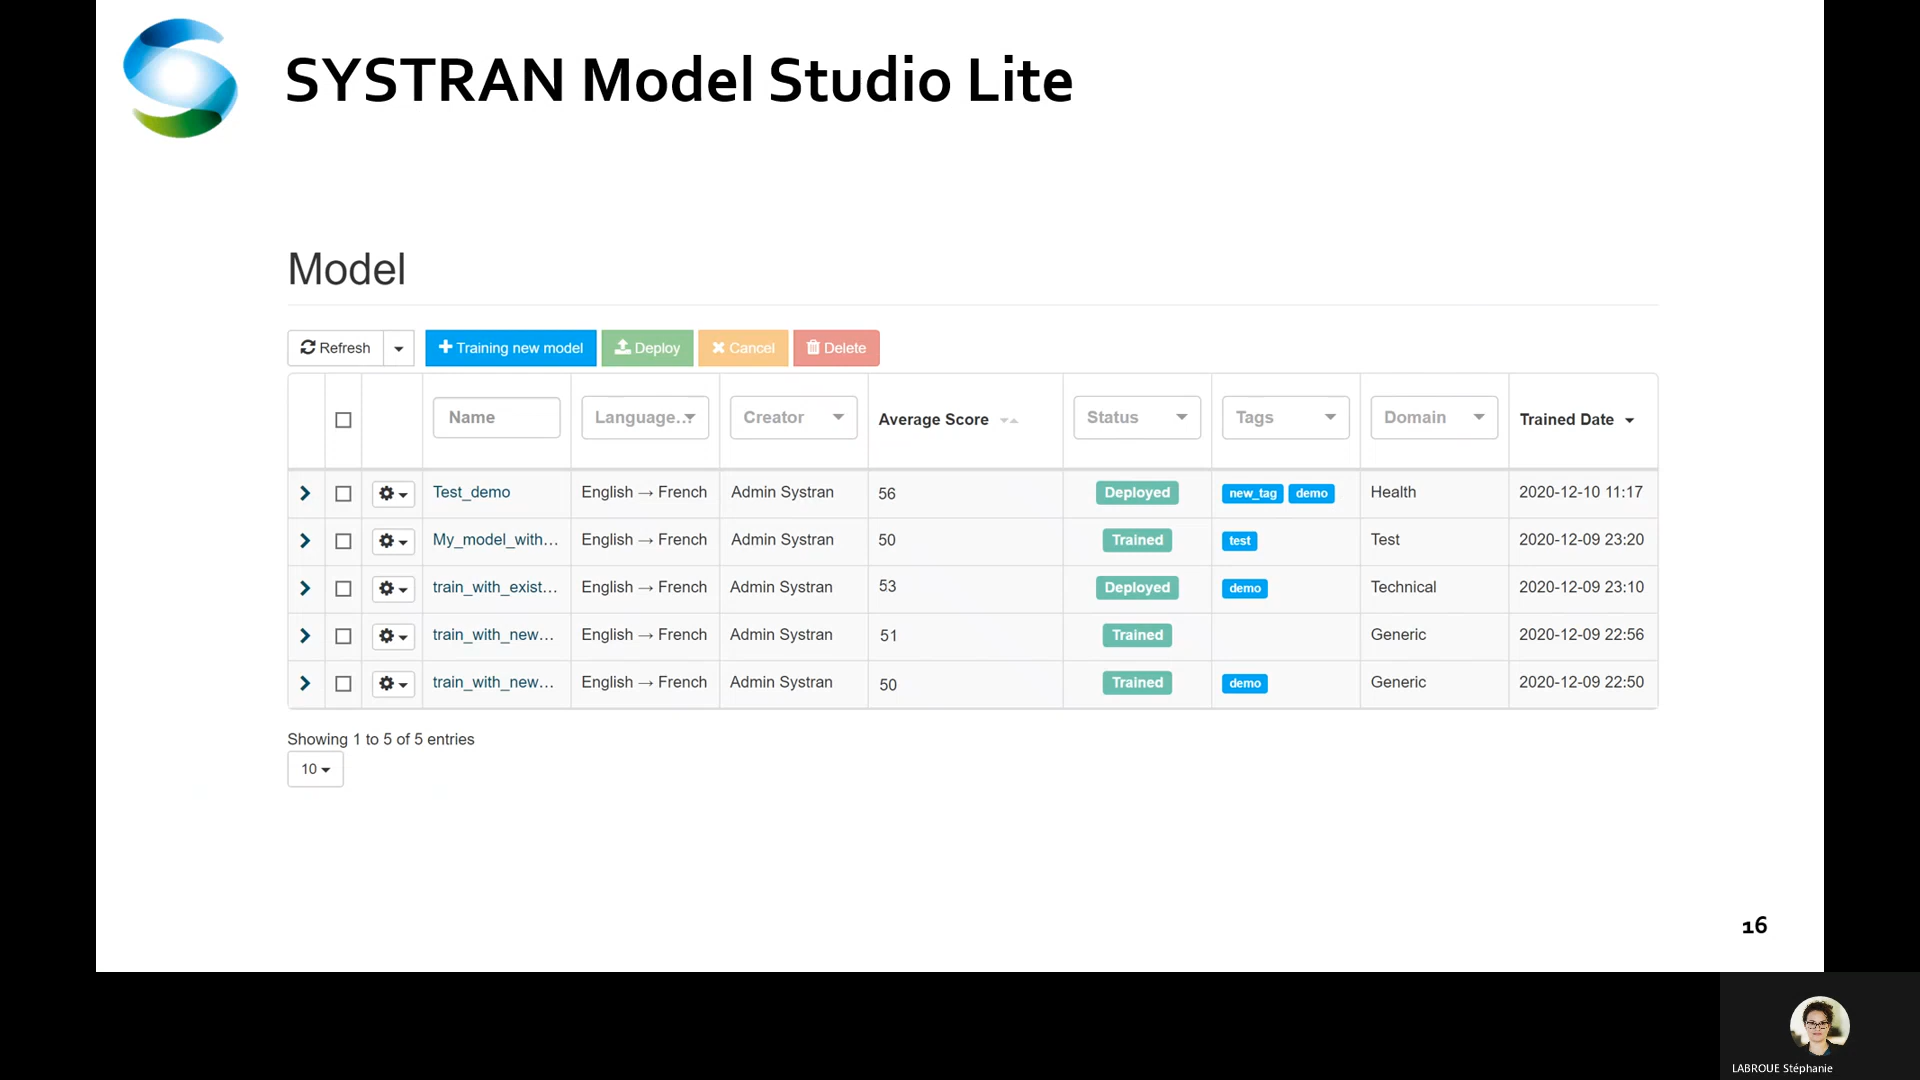 SYSTRAN Model Studio Lite
Model
Refresh Training new model Deploy Cancel Delete
Name Language... Creator Average Score Status Tags Domain Trained Date
Test_demo English → French Admin Systran 56 Deployed new_tag demo Health 2020-12-10 11:17
My_model_with... English → French Admin Systran 50 Trained test Test 2020-12-09 23:20
train_with_exist... English → French Admin Systran 53 Deployed demo Technical 2020-12-09 23:10
train_with_new... English → French Admin Systran 51 Trained Generic 2020-12-09 22:56
train_with_new... English → French Admin Systran 50 Trained demo Generic 2020-12-09 22:50
Showing 1 to 5 of 5 entries
10
16
LABROUE Stéphanie